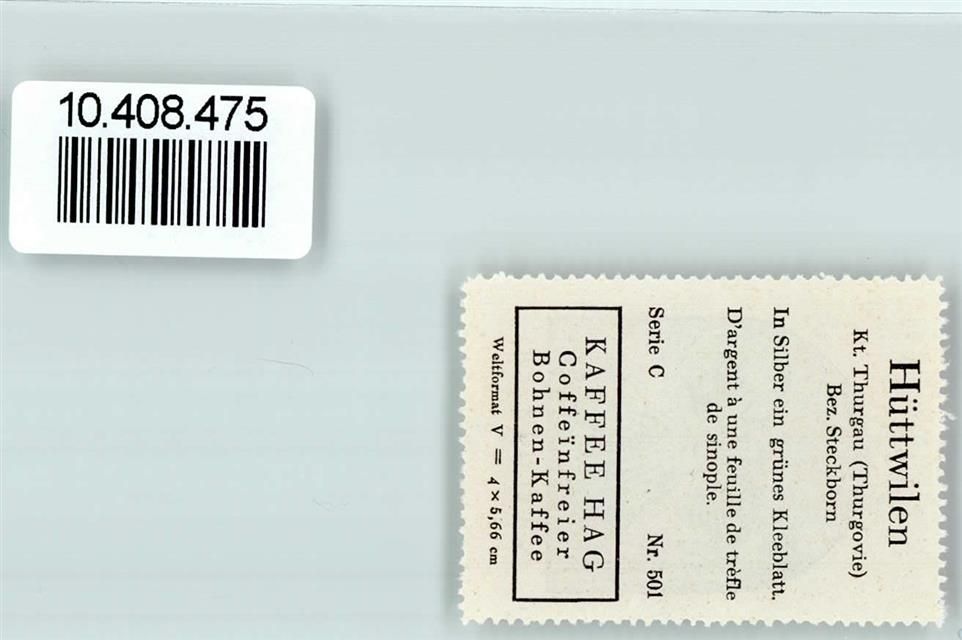 10.408.475
Hüttwilen
Kt. Thurgau (Thurgovie)
Bez. Steckborn
In Silber ein grünes Kleeblatt.
D'argent à une feuille de trèfle
de sinople.
Serie C Nr. 501
KAFFEE HAG
Coffeïnfreier
Bohnen-Kaffee
Weltformat V = 4 × 5,66 cm